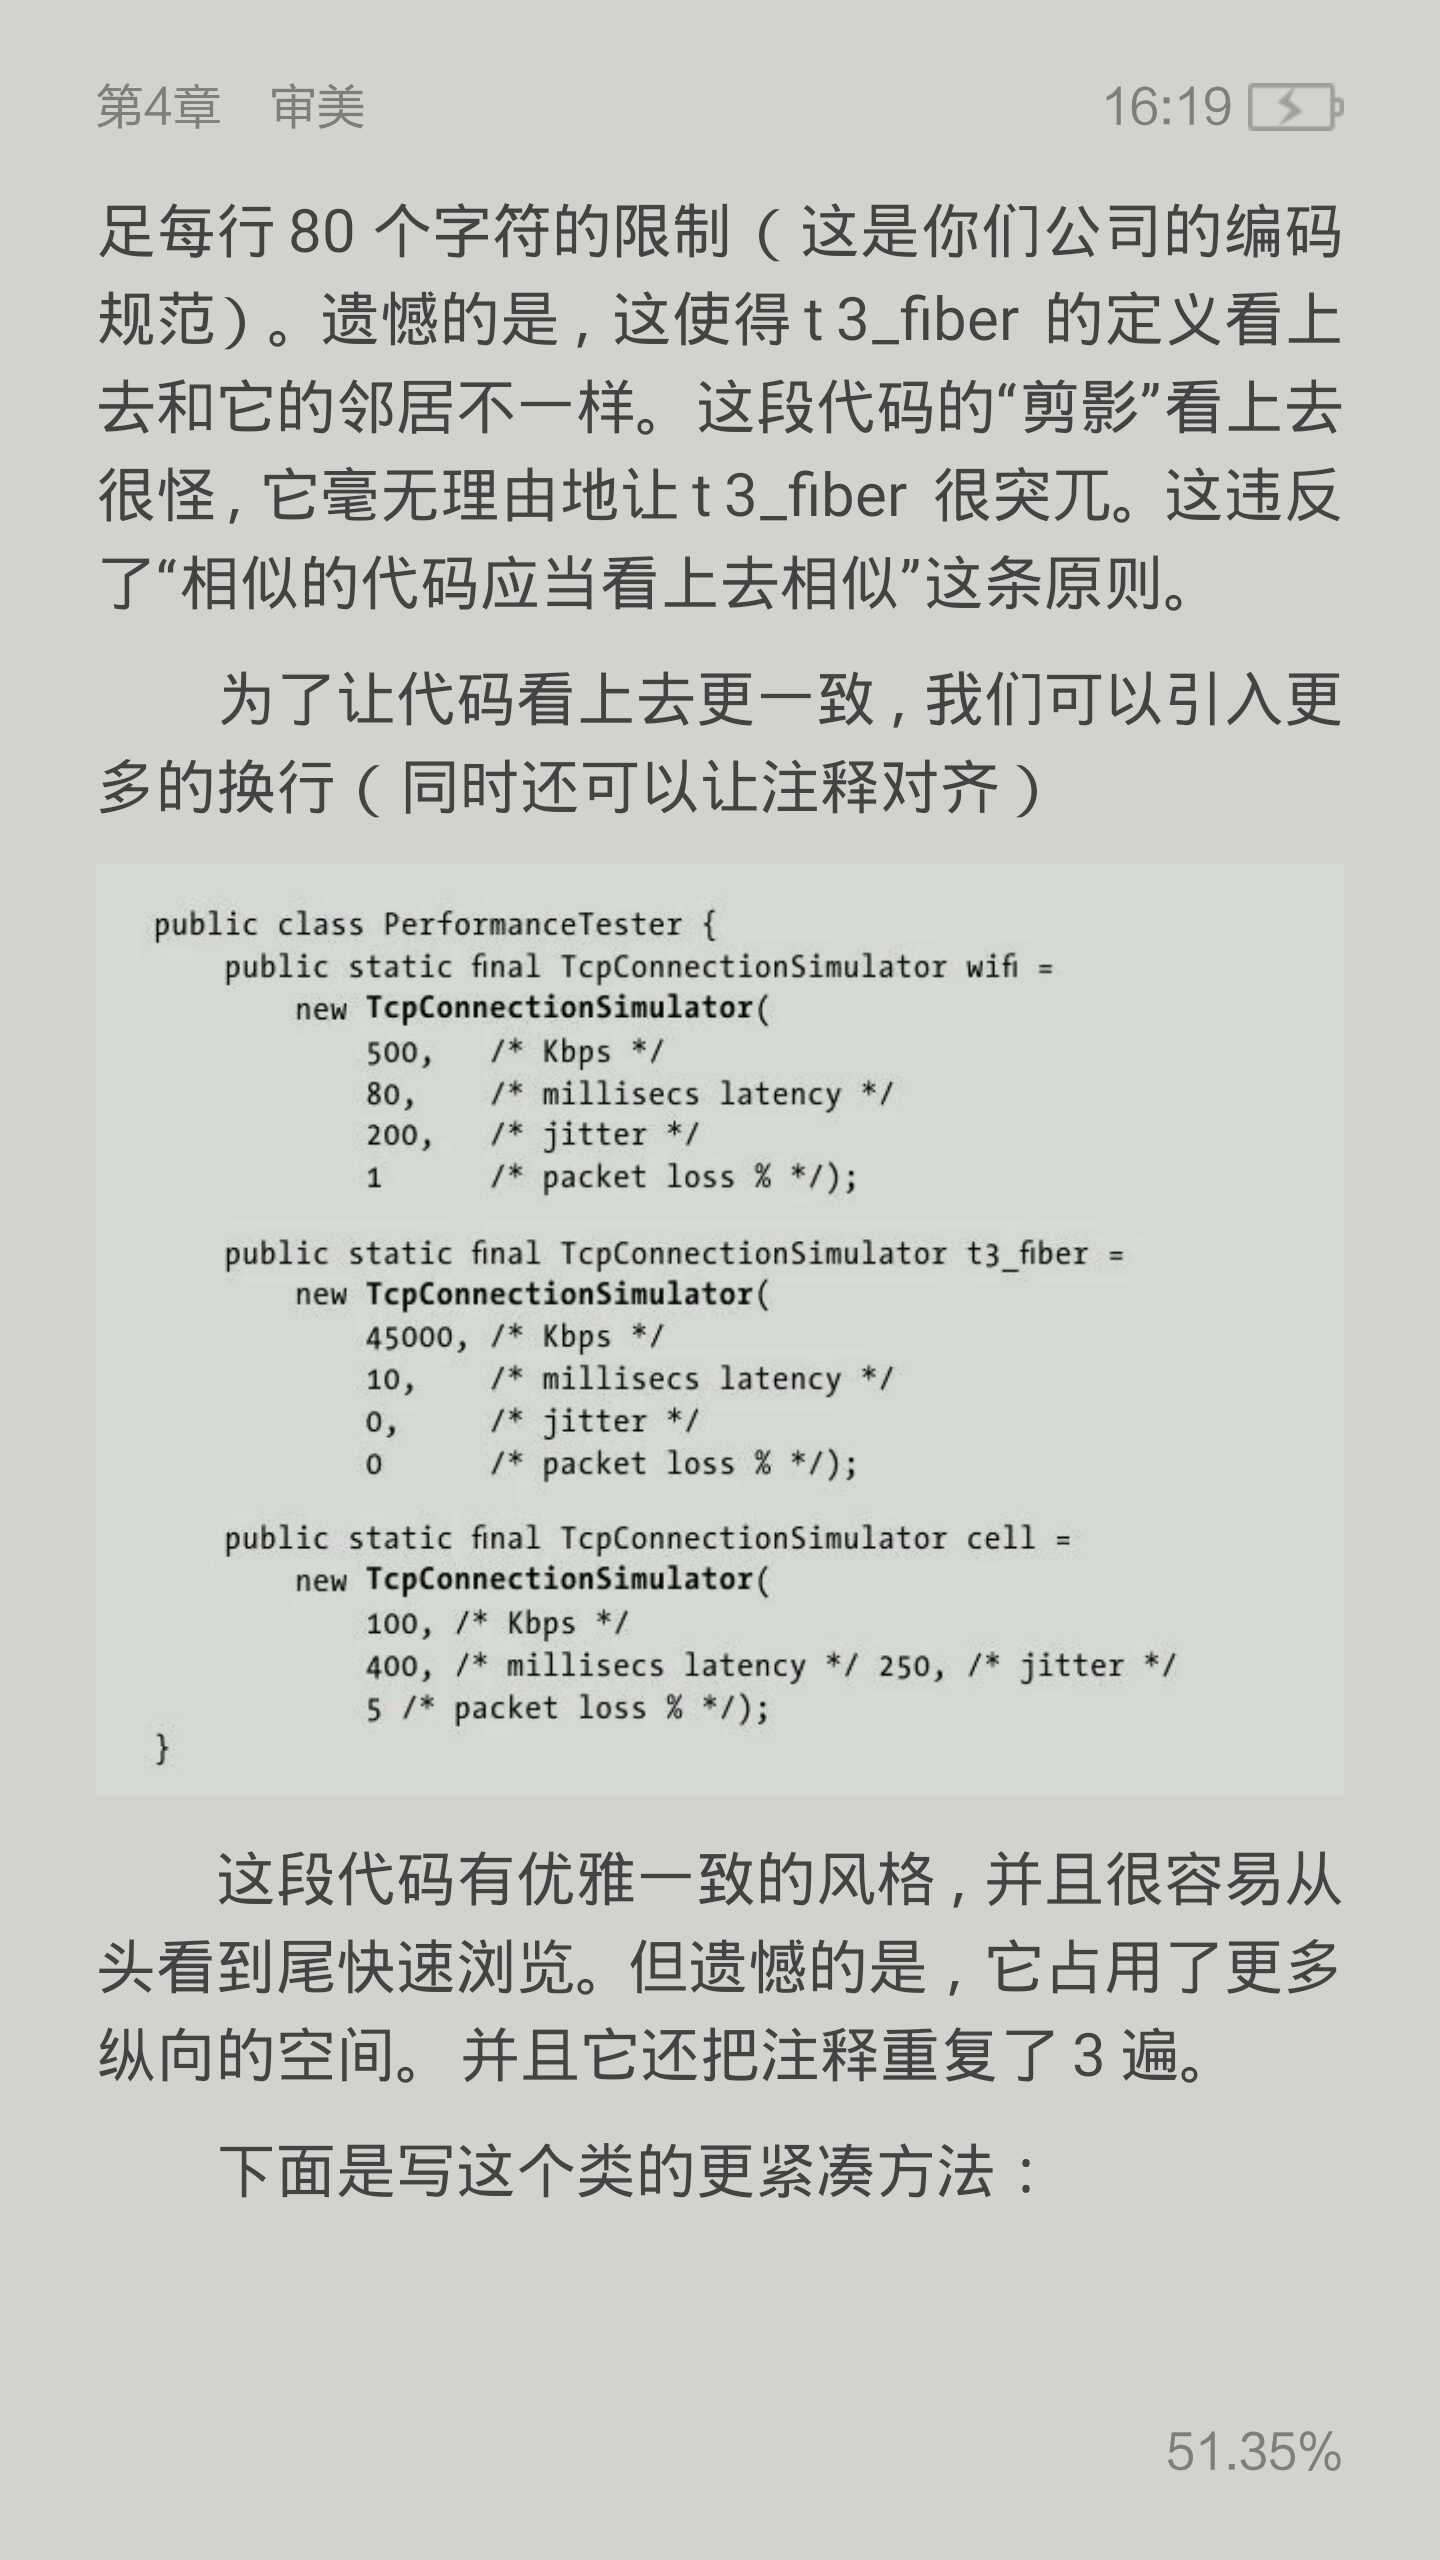 第4章　审美
16:19
足每行 80 个字符的限制（这是你们公司的编码
规范）。遗憾的是，这使得 t 3_fiber 的定义看上
去和它的邻居不一样。这段代码的“剪影”看上去
很怪，它毫无理由地让 t 3_fiber 很突兀。这违反
了“相似的代码应当看上去相似”这条原则。
为了让代码看上去更一致，我们可以引入更
多的换行（同时还可以让注释对齐）
public class PerformanceTester {
    public static final TcpConnectionSimulator wifi =
        new TcpConnectionSimulator(
            500,   /* Kbps */
            80,    /* millisecs latency */
            200,   /* jitter */
            1      /* packet loss % */);
    public static final TcpConnectionSimulator t3_fiber =
        new TcpConnectionSimulator(
            45000, /* Kbps */
            10,    /* millisecs latency */
            0,     /* jitter */
            0      /* packet loss % */);
    public static final TcpConnectionSimulator cell =
        new TcpConnectionSimulator(
            100, /* Kbps */
            400, /* millisecs latency */ 250, /* jitter */
            5 /* packet loss % */);
}
这段代码有优雅一致的风格，并且很容易从
头看到尾快速浏览。但遗憾的是，它占用了更多
纵向的空间。并且它还把注释重复了 3 遍。
下面是写这个类的更紧凑方法：
51.35%